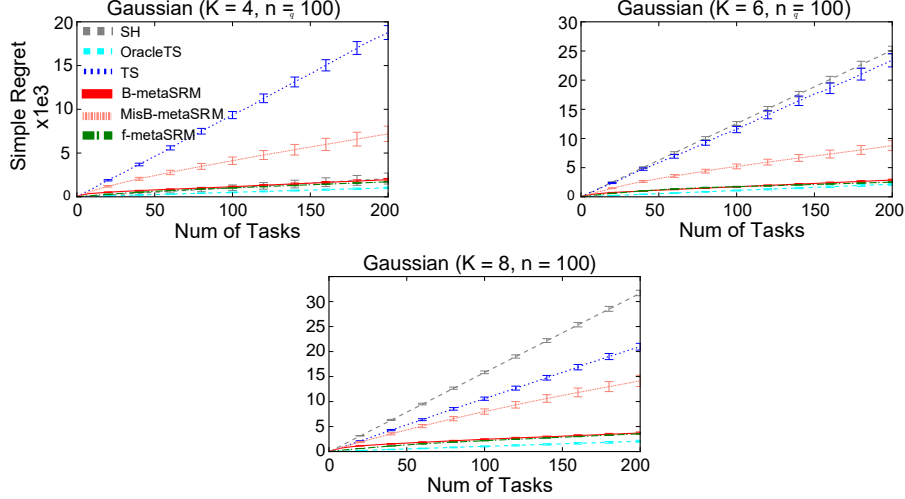 Gaussian (K = 4, n = 100)
Simple Regret
x1e3
20
15
10
5
0
SH
OracleTS
TS
B-metaSRM
MisB-metaSRM
f-metaSRM
0 50 100 150 200
Num of Tasks
Gaussian (K = 6, n = 100)
30
25
20
15
10
5
0
0 50 100 150 200
Num of Tasks
Gaussian (K = 8, n = 100)
30
25
20
15
10
5
0
0 50 100 150 200
Num of Tasks